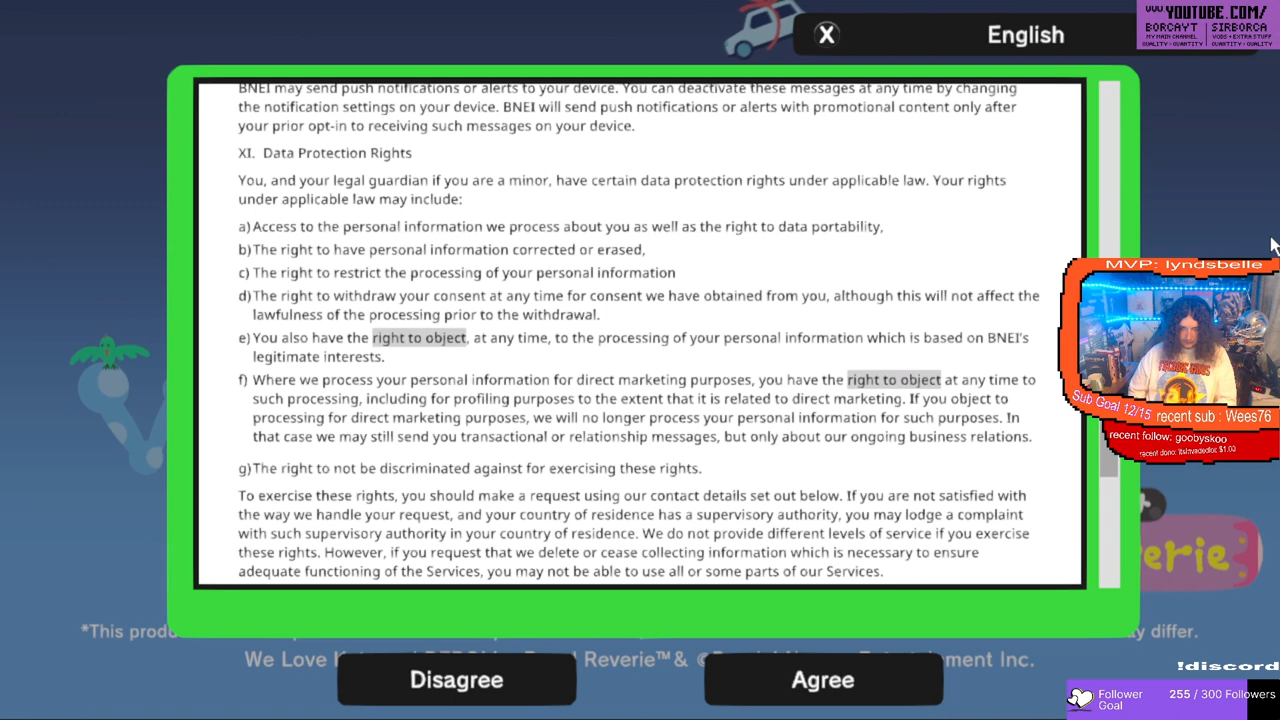 WWW.YOUTUBE.COM/
BORCAYT | SIRBORCA
MY MAIN CHANNEL | VODS + EXTRA STUFF
QUALITY > QUANTITY | QUANTITY > QUALITY
X
English
BNEI may send push notifications or alerts to your device. You can deactivate these messages at any time by changing
the notification settings on your device. BNEI will send push notifications or alerts with promotional content only after
your prior opt-in to receiving such messages on your device.
XI. Data Protection Rights
You, and your legal guardian if you are a minor, have certain data protection rights under applicable law. Your rights
under applicable law may include:
a) Access to the personal information we process about you as well as the right to data portability,
b) The right to have personal information corrected or erased,
c) The right to restrict the processing of your personal information
d) The right to withdraw your consent at any time for consent we have obtained from you, although this will not affect the
lawfulness of the processing prior to the withdrawal.
e) You also have the right to object, at any time, to the processing of your personal information which is based on BNEI's
legitimate interests.
f) Where we process your personal information for direct marketing purposes, you have the right to object at any time to
such processing, including for profiling purposes to the extent that it is related to direct marketing. If you object to
processing for direct marketing purposes, we will no longer process your personal information for such purposes. In
that case we may still send you transactional or relationship messages, but only about our ongoing business relations.
g) The right to not be discriminated against for exercising these rights.
To exercise these rights, you should make a request using our contact details set out below. If you are not satisfied with
the way we handle your request, and your country of residence has a supervisory authority, you may lodge a complaint
with such supervisory authority in your country of residence. We do not provide different levels of service if you exercise
these rights. However, if you request that we delete or cease collecting information which is necessary to ensure
adequate functioning of the Services, you may not be able to use all or some parts of our Services.
MVP: lyndsbelle
Sub Goal 12/15 recent sub : Wees76
recent follow: goobyskoo
erie
*This produ
ay differ.
We Love K
Reverie™& ©
ment Inc.
Disagree
Agree
!discord
Follower
Goal
255 / 300 Followers